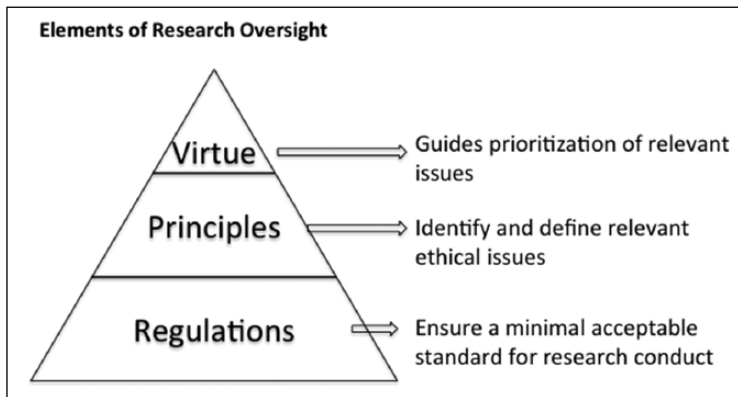 Elements of Research Oversight
Virtue
Guides prioritization of relevant
issues
Principles
Identify and define relevant
ethical issues
Regulations
Ensure a minimal acceptable
standard for research conduct